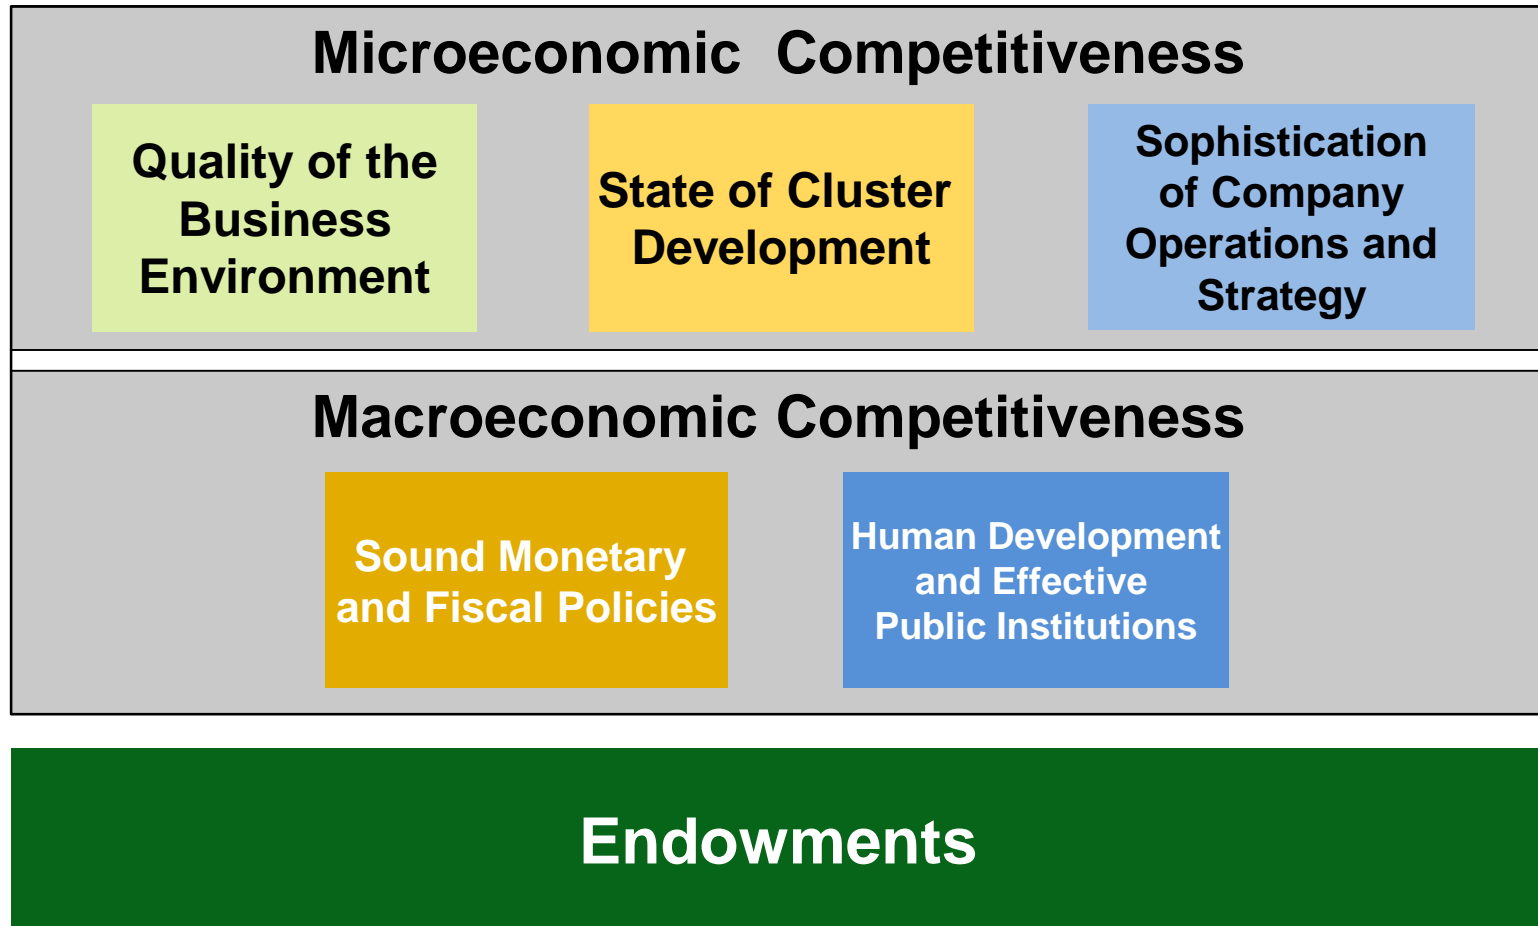 Microeconomic  Competitiveness
Quality of the
Business
Environment
State of Cluster
Development
Sophistication
of Company
Operations and
Strategy
Macroeconomic Competitiveness
Sound Monetary
and Fiscal Policies
Human Development
and Effective
Public Institutions
Endowments